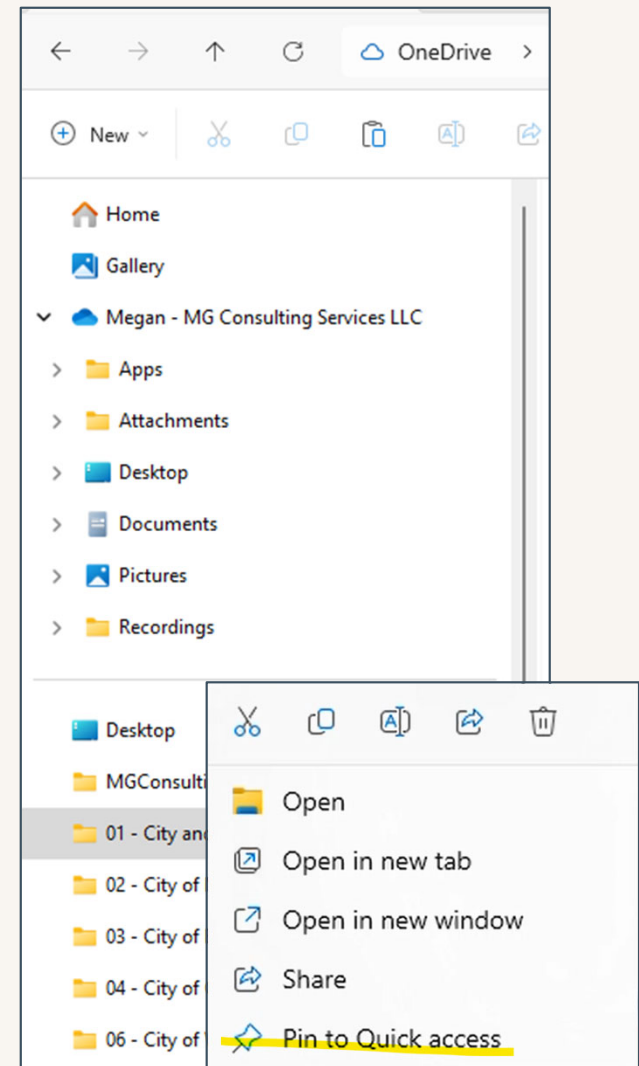 OneDrive
New
Home
Gallery
Megan - MG Consulting Services LLC
Apps
Attachments
Desktop
Documents
Pictures
Recordings
Desktop
MGConsulti
01 - City and
02 - City of
03 - City of
04 - City of
06 - City of
Open
Open in new tab
Open in new window
Share
Pin to Quick access